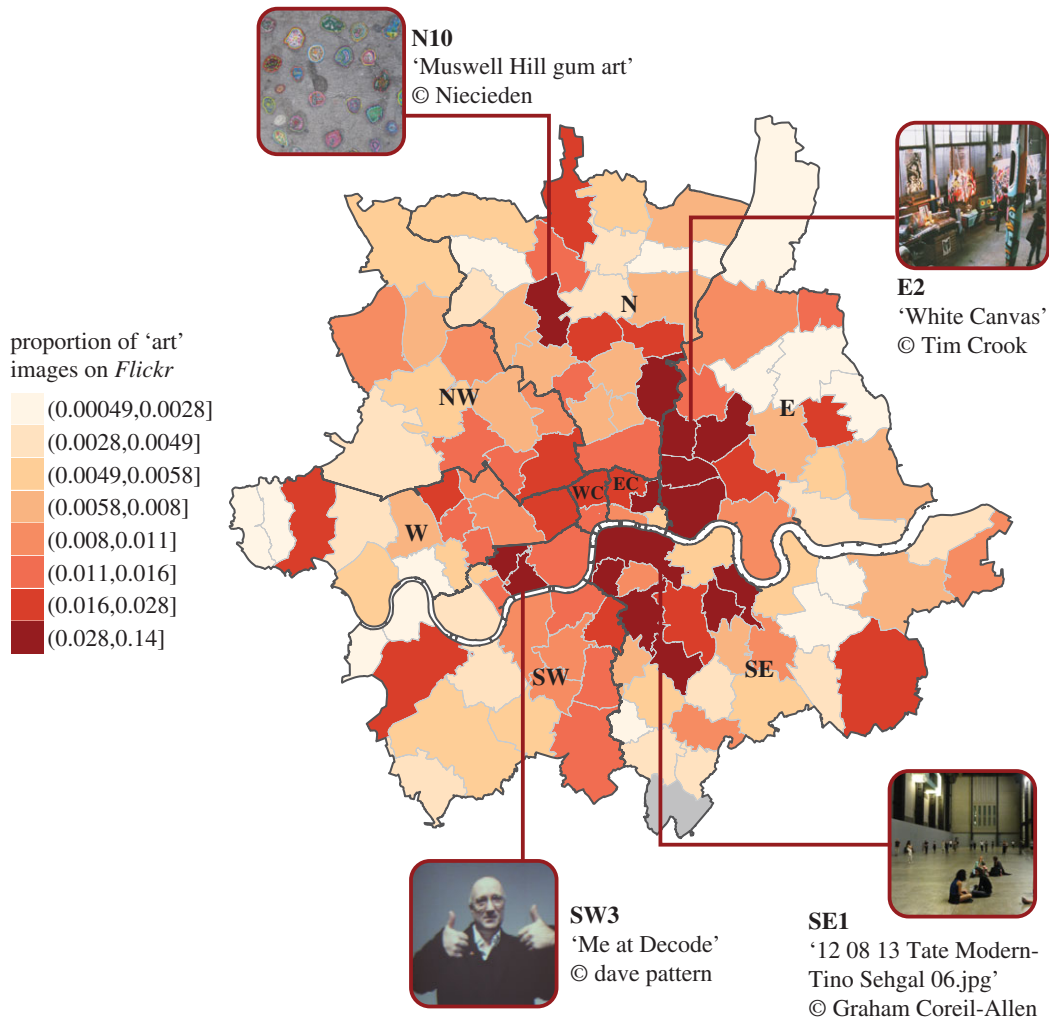 N10
‘Muswell Hill gum art’
© Niecieden
E2
‘White Canvas’
© Tim Crook
proportion of ‘art’
images on Flickr
(0.00049,0.0028]
(0.0028,0.0049]
(0.0049,0.0058]
(0.0058,0.008]
(0.008,0.011]
(0.011,0.016]
(0.016,0.028]
(0.028,0.14]
N
NW
E
WC
EC
W
SW
SE
SW3
‘Me at Decode’
© dave pattern
SE1
‘12 08 13 Tate Modern-
Tino Sehgal 06.jpg’
© Graham Coreil-Allen